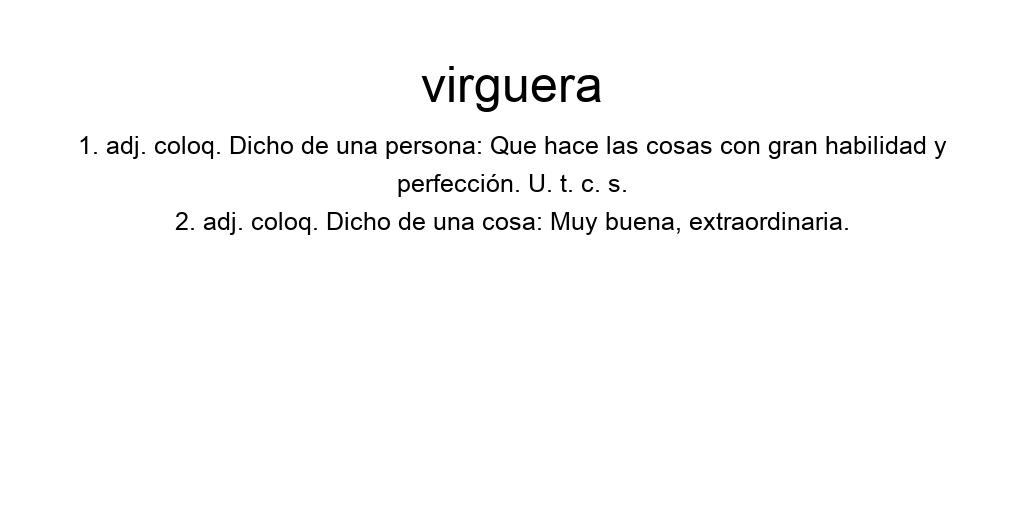 virguera
1. adj. coloq. Dicho de una persona: Que hace las cosas con gran habilidad y
perfección. U. t. c. s.
2. adj. coloq. Dicho de una cosa: Muy buena, extraordinaria.